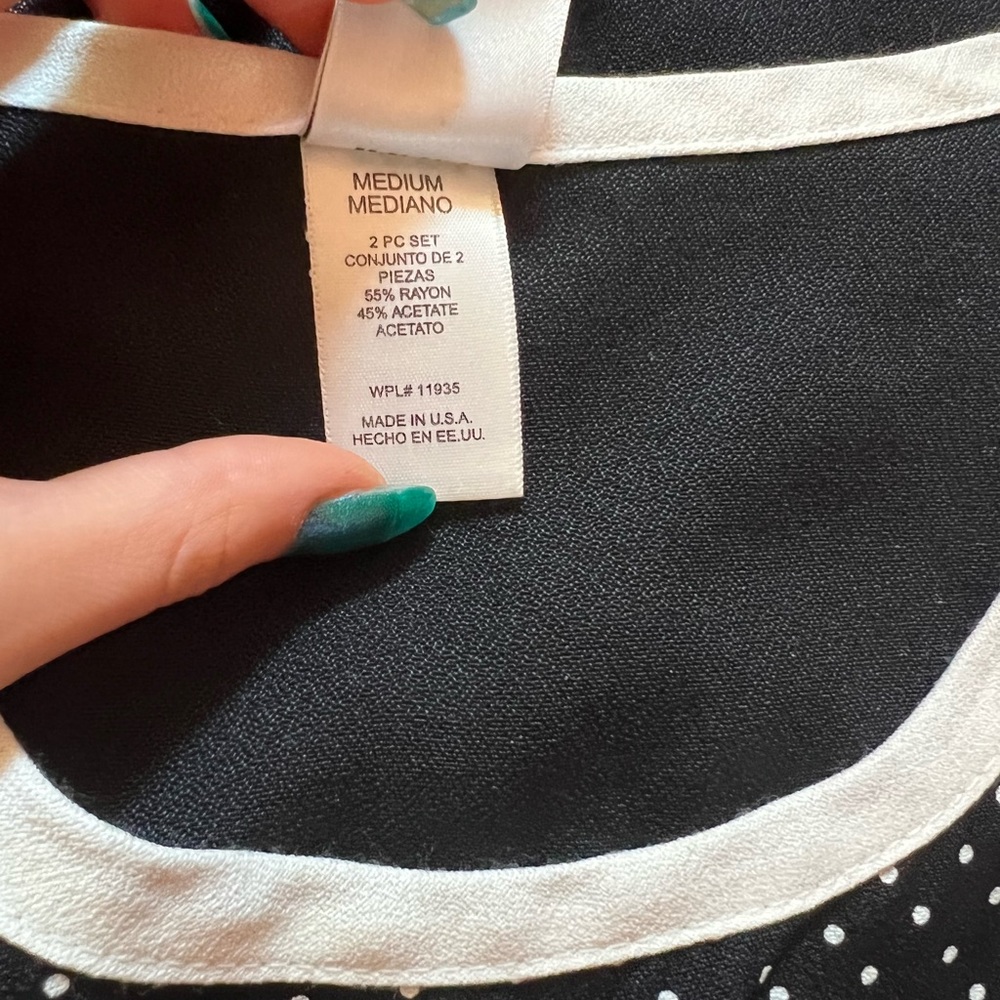 MEDIUM
MEDIANO
2 PC SET
CONJUNTO DE 2
PIEZAS
55% RAYON
45% ACETATE
ACETATO
WPL# 11935
MADE IN U.S.A.
HECHO EN EE.UU.